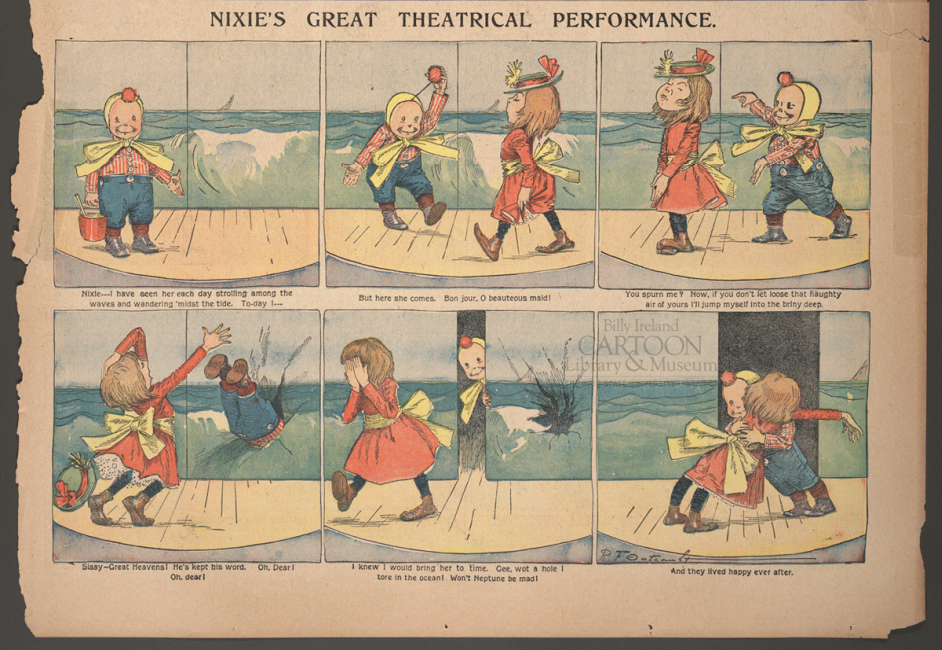 NIXIE'S GREAT THEATRICAL PERFORMANCE.
Nixie---I have seen her each day strolling among the
waves and wandering 'midst the tide. To-day I---
But here she comes. Bon jour, O beauteous maid!
You spurn me? Now, if you don't let loose that haughty
air of yours I'll jump myself into the briny deep.
Billy Ireland
CARTOON
Library & Museum
Sissy—Great Heavens! He's kept his word. Oh, Dear!
Oh, dear!
I knew I would bring her to time. Gee, wot a hole I
tore in the ocean! Won't Neptune be mad!
R F Outcault
And they lived happy ever after.